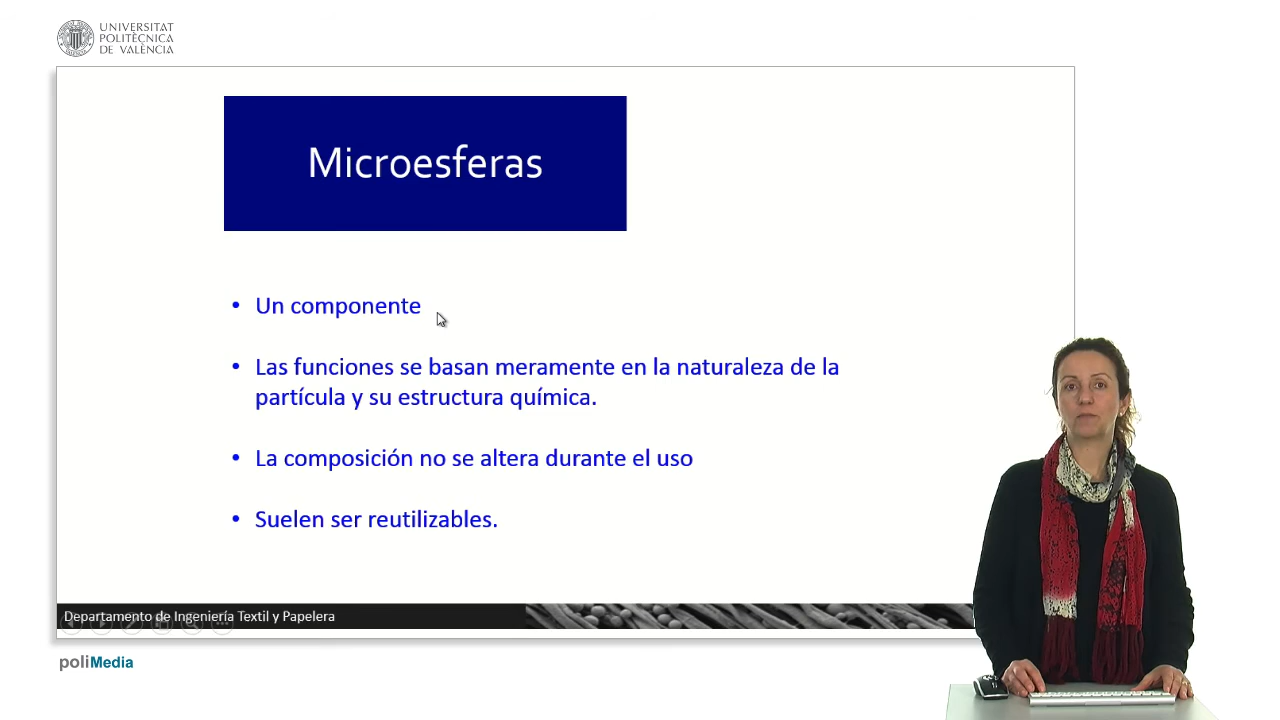 UNIVERSITAT
POLITÈCNICA
DE VALÈNCIA
Microesferas
• Un componente
• Las funciones se basan meramente en la naturaleza de la
partícula y su estructura química.
• La composición no se altera durante el uso
• Suelen ser reutilizables.
Departamento de Ingeniería Textil y Papelera
poliMedia